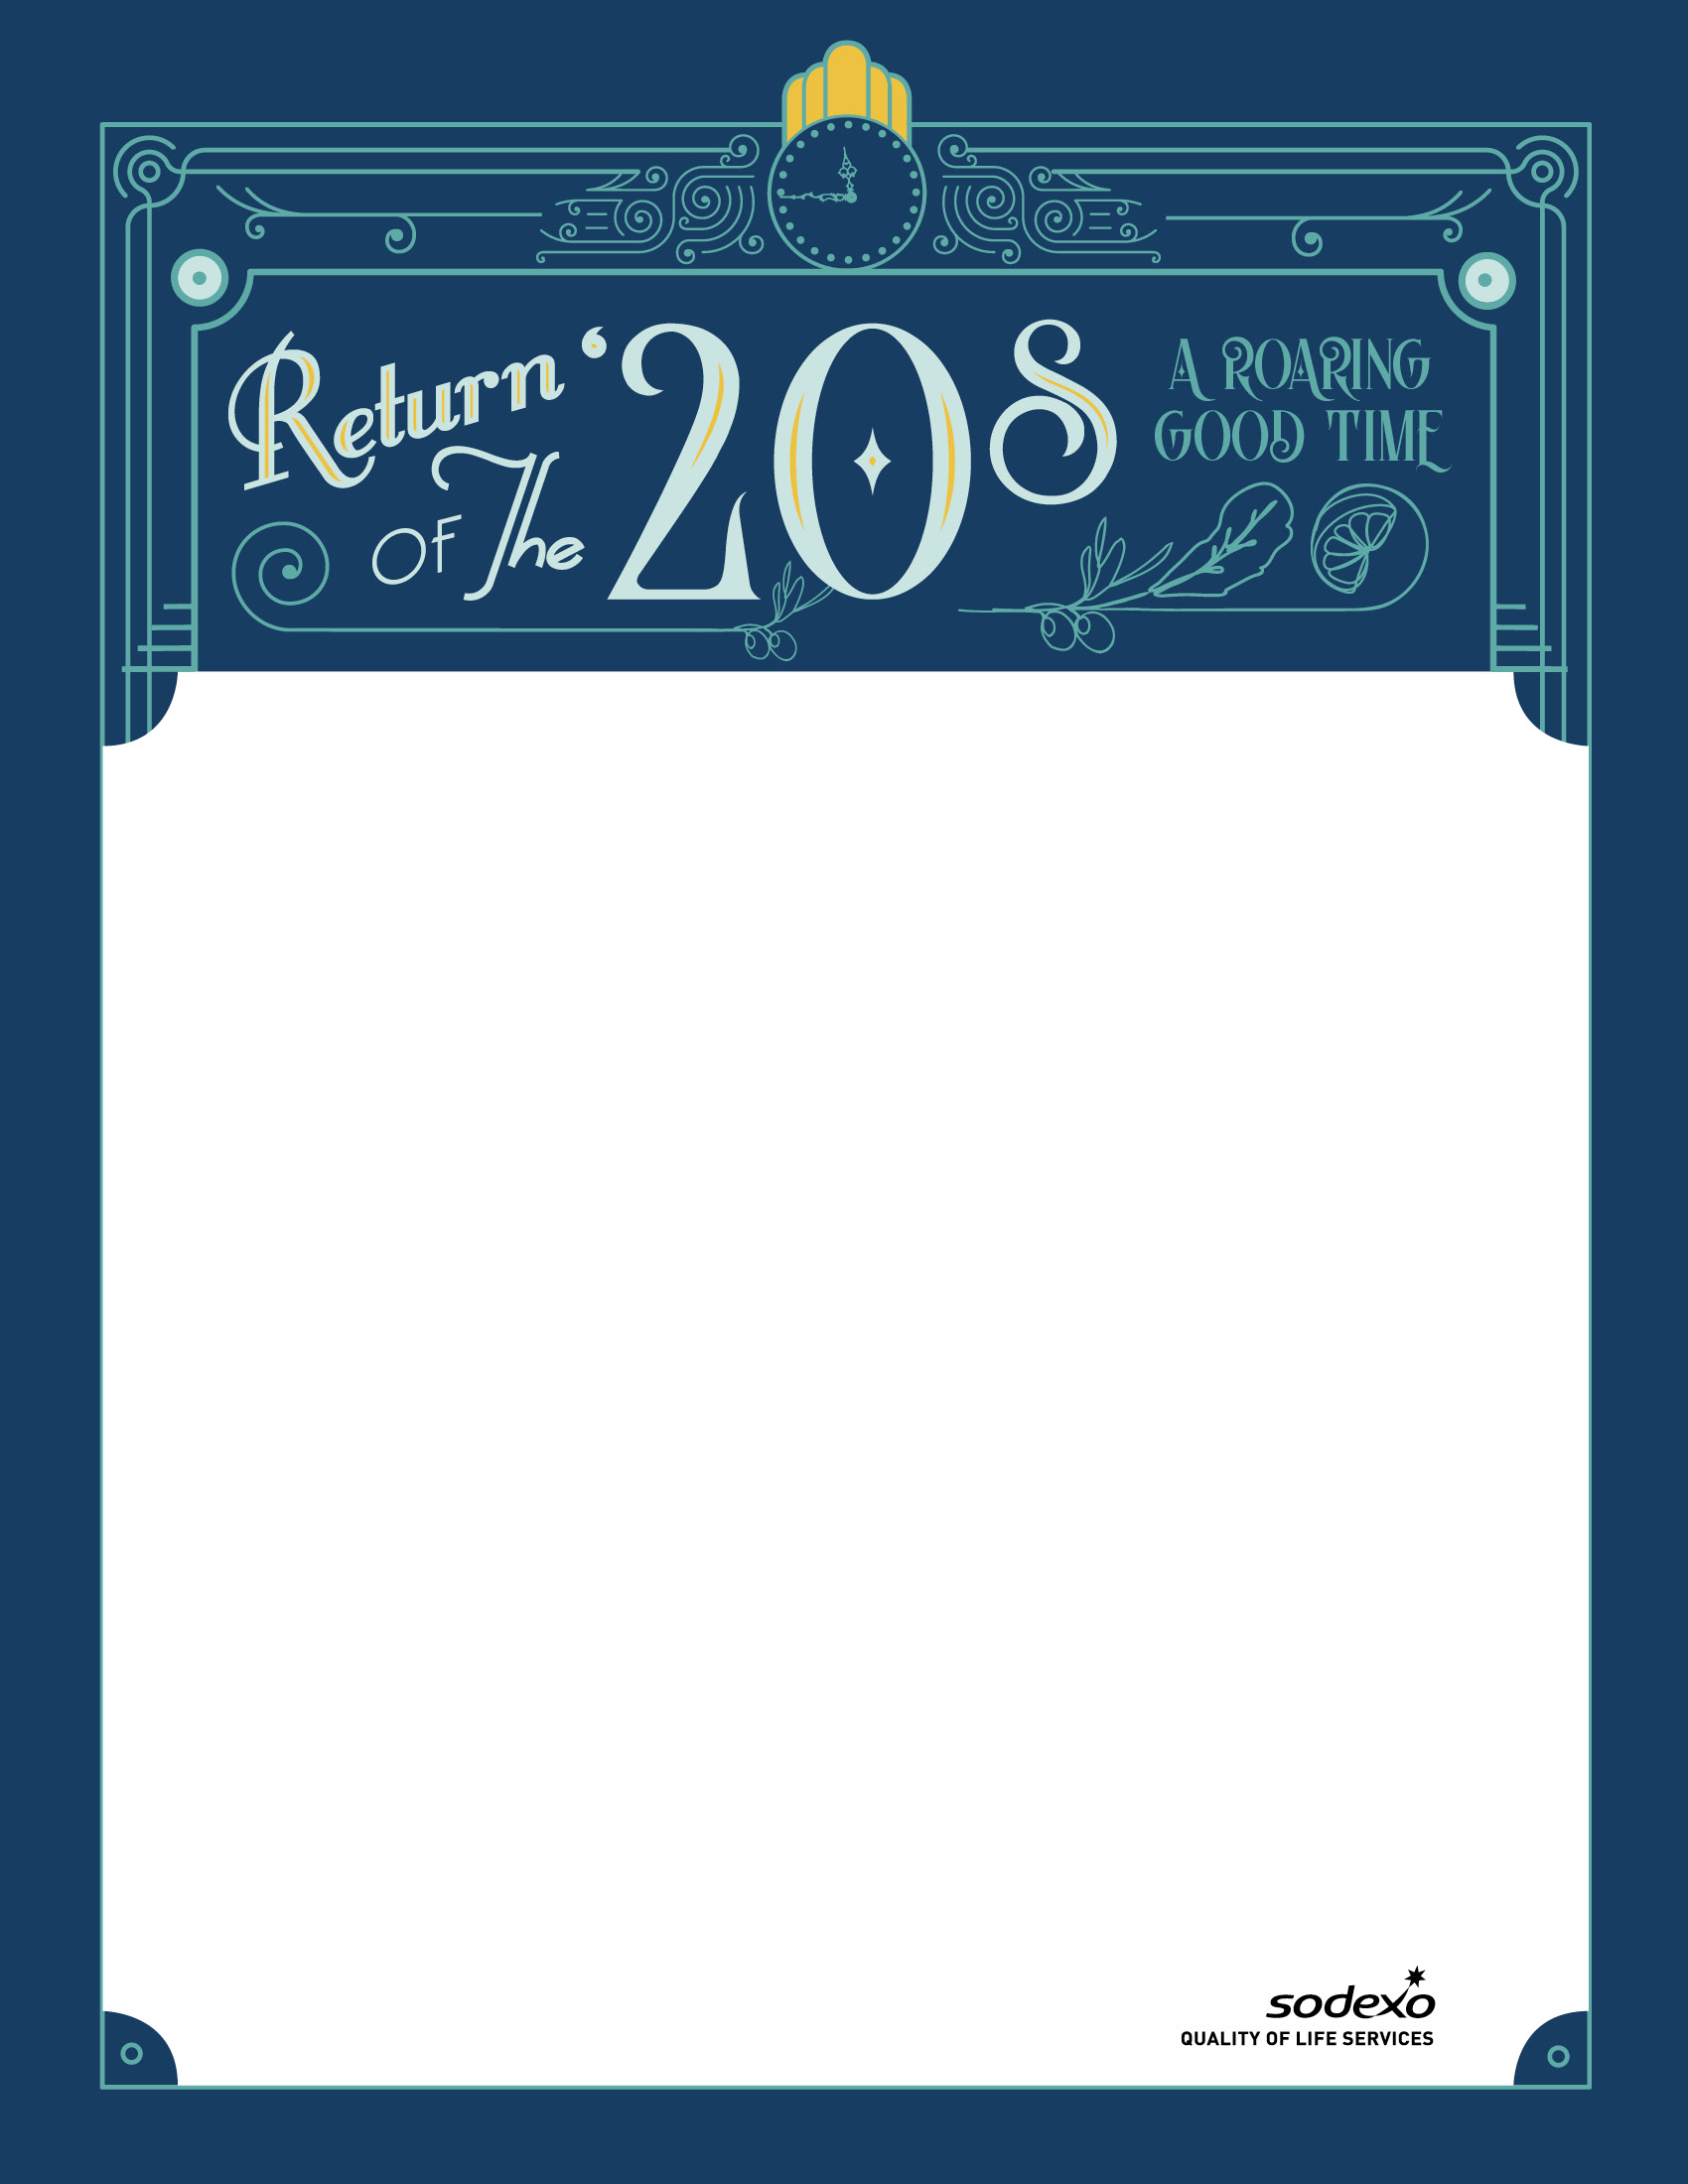 Return
of The
‘20s
A ROARING
GOOD TIME
sodexo
QUALITY OF LIFE SERVICES